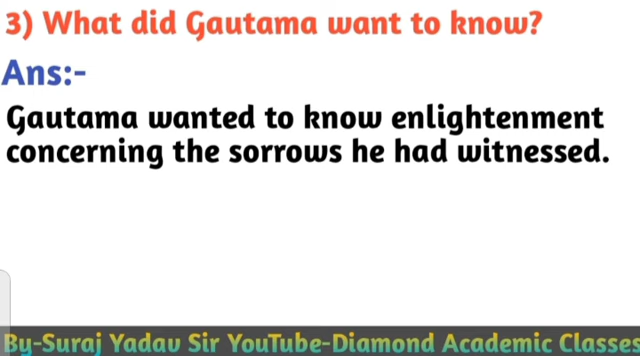 3) What did Gautama want to know?
Ans:-
Gautama wanted to know enlightenment
concerning the sorrows he had witnessed.
By-Suraj Yadav Sir YouTube-Diamond Academic Classes